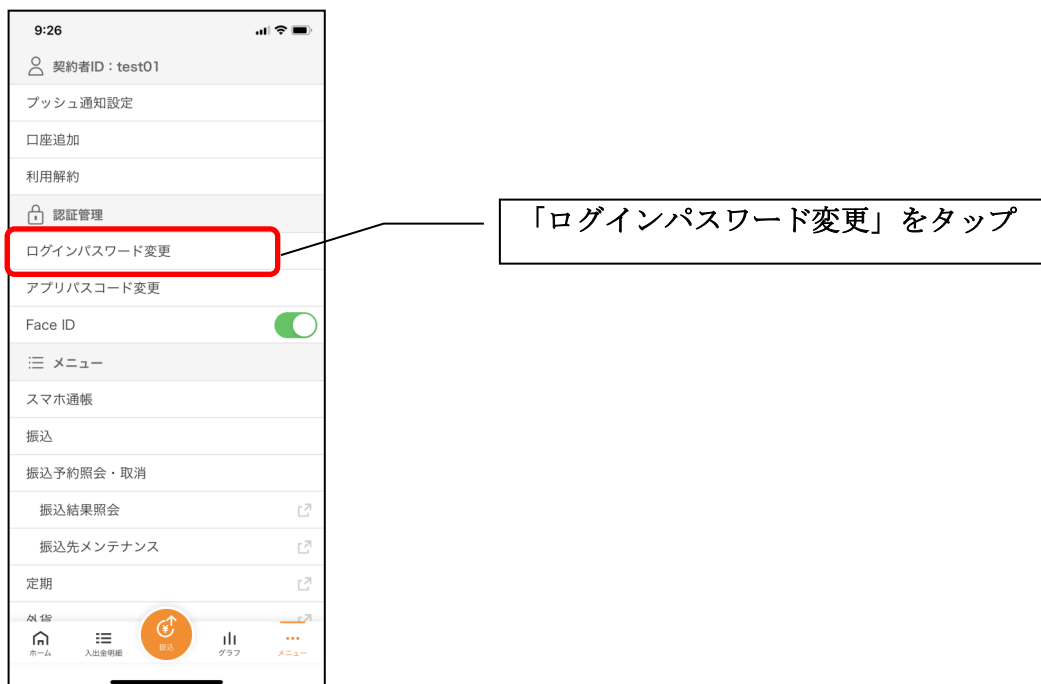 9:26
契約者ID：test01
プッシュ通知設定
口座追加
利用解約
認証管理
ログインパスワード変更
「ログインパスワード変更」をタップ
アプリパスコード変更
Face ID
メニュー
スマホ通帳
振込
振込予約照会・取消
振込結果照会
振込先メンテナンス
定期
外貨
ホーム
入出金明細
振込
グラフ
メニュー